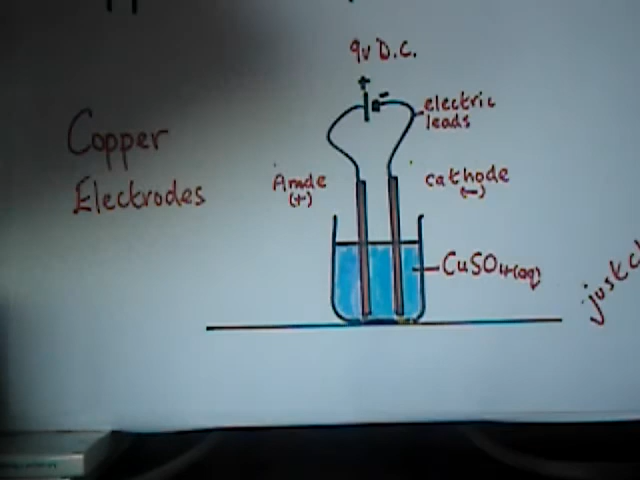 9v D.C.
+ -
electric
leads
Copper
Electrodes
Anode
(+)
cathode
(-)
CuSO4(aq)